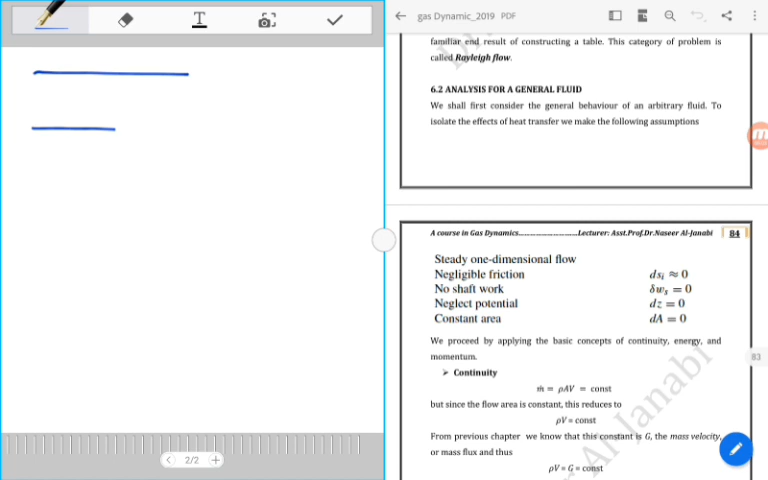 T
2/2
gas Dynamic_2019 PDF
familiar end result of constructing a table. This category of problem is
called Rayleigh flow.
6.2 ANALYSIS FOR A GENERAL FLUID
We shall first consider the general behaviour of an arbitrary fluid. To
isolate the effects of heat transfer we make the following assumptions
A course in Gas Dynamics Lecturer: Asst.Prof.Dr.Naseer Al-Janabi 84
Steady one-dimensional flow
Negligible friction ds_i ≈ 0
No shaft work δw_s = 0
Neglect potential dz = 0
Constant area dA = 0
We proceed by applying the basic concepts of continuity, energy, and
momentum.
➢ Continuity
ṁ = ρAV = const
but since the flow area is constant, this reduces to
ρV = const
From previous chapter we know that this constant is G, the mass velocity,
or mass flux and thus
ρV = G = const
83
Al Janabi